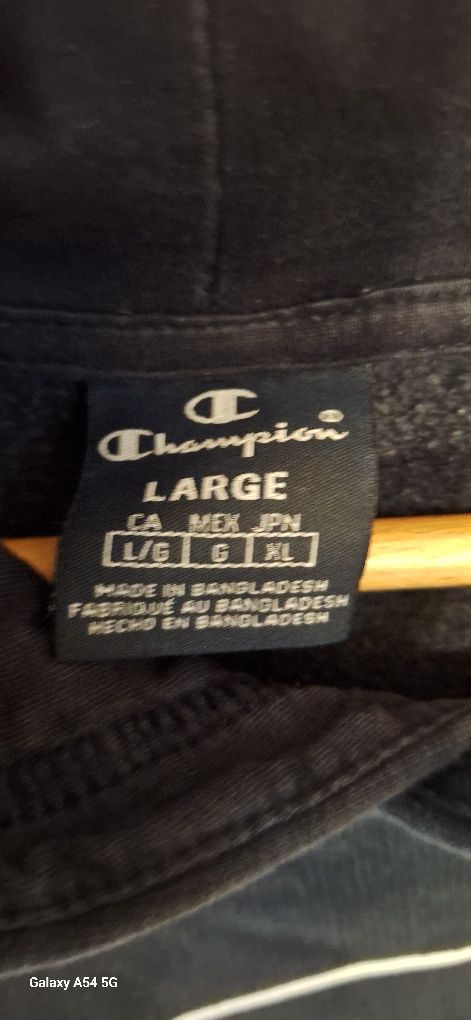 Champion®
LARGE
CA MEX JPN
L/G G XL
MADE IN BANGLADESH
FABRIQUÉ AU BANGLADESH
HECHO EN BANGLADESH
Galaxy A54 5G